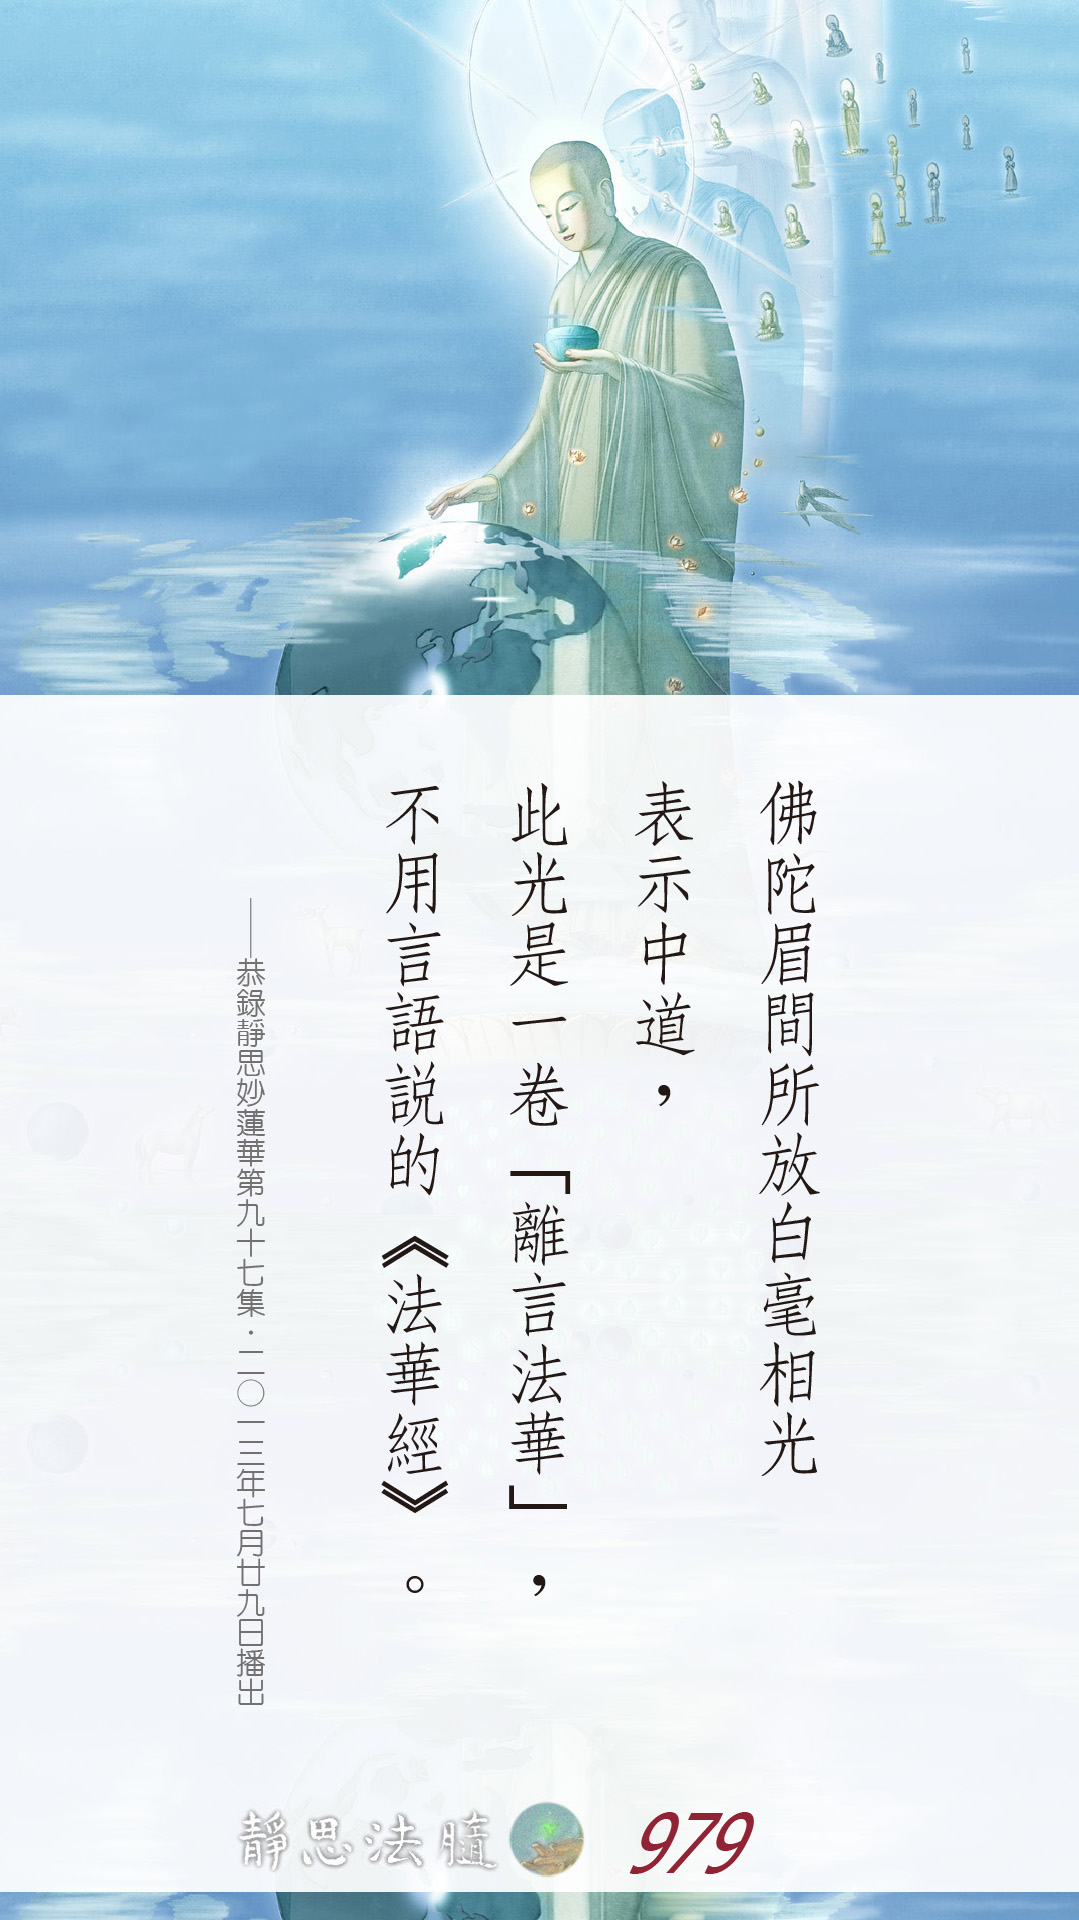 佛陀眉間所放白毫相光
表示中道，
此光是一卷「離言法華」，
不用言語説的《法華經》。
——恭錄靜思妙蓮華第九十七集．二〇一三年七月廿九日播出
靜思法髓
979